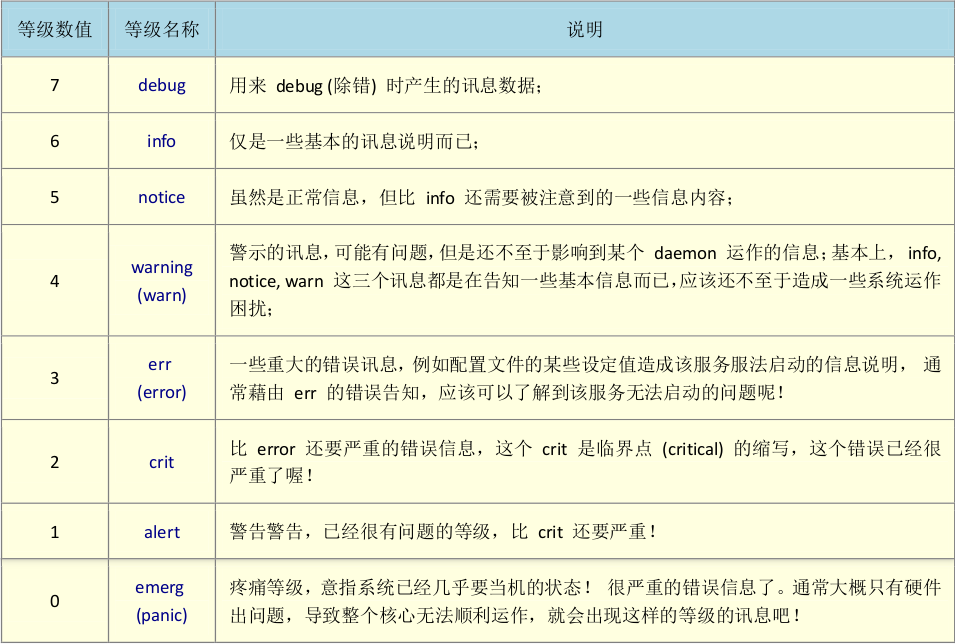 等级数值 等级名称 说明
7 debug 用来 debug (除错) 时产生的讯息数据；
6 info 仅是一些基本的讯息说明而已；
5 notice 虽然是正常信息，但比 info 还需要被注意到的一些信息内容；
4 warning (warn) 警示的讯息，可能有问题，但是还不至于影响到某个 daemon 运作的信息；基本上， info,
notice, warn 这三个讯息都是在告知一些基本信息而已，应该还不至于造成一些系统运作
困扰；
3 err (error) 一些重大的错误讯息，例如配置文件的某些设定值造成该服务服法启动的信息说明， 通
常藉由 err 的错误告知，应该可以了解到该服务无法启动的问题呢！
2 crit 比 error 还要严重的错误信息，这个 crit 是临界点 (critical) 的缩写，这个错误已经很
严重了喔！
1 alert 警告警告，已经很有问题的等级，比 crit 还要严重！
0 emerg (panic) 疼痛等级，意指系统已经几乎要当机的状态！ 很严重的错误信息了。通常大概只有硬件
出问题，导致整个核心无法顺利运作，就会出现这样的等级的讯息吧！